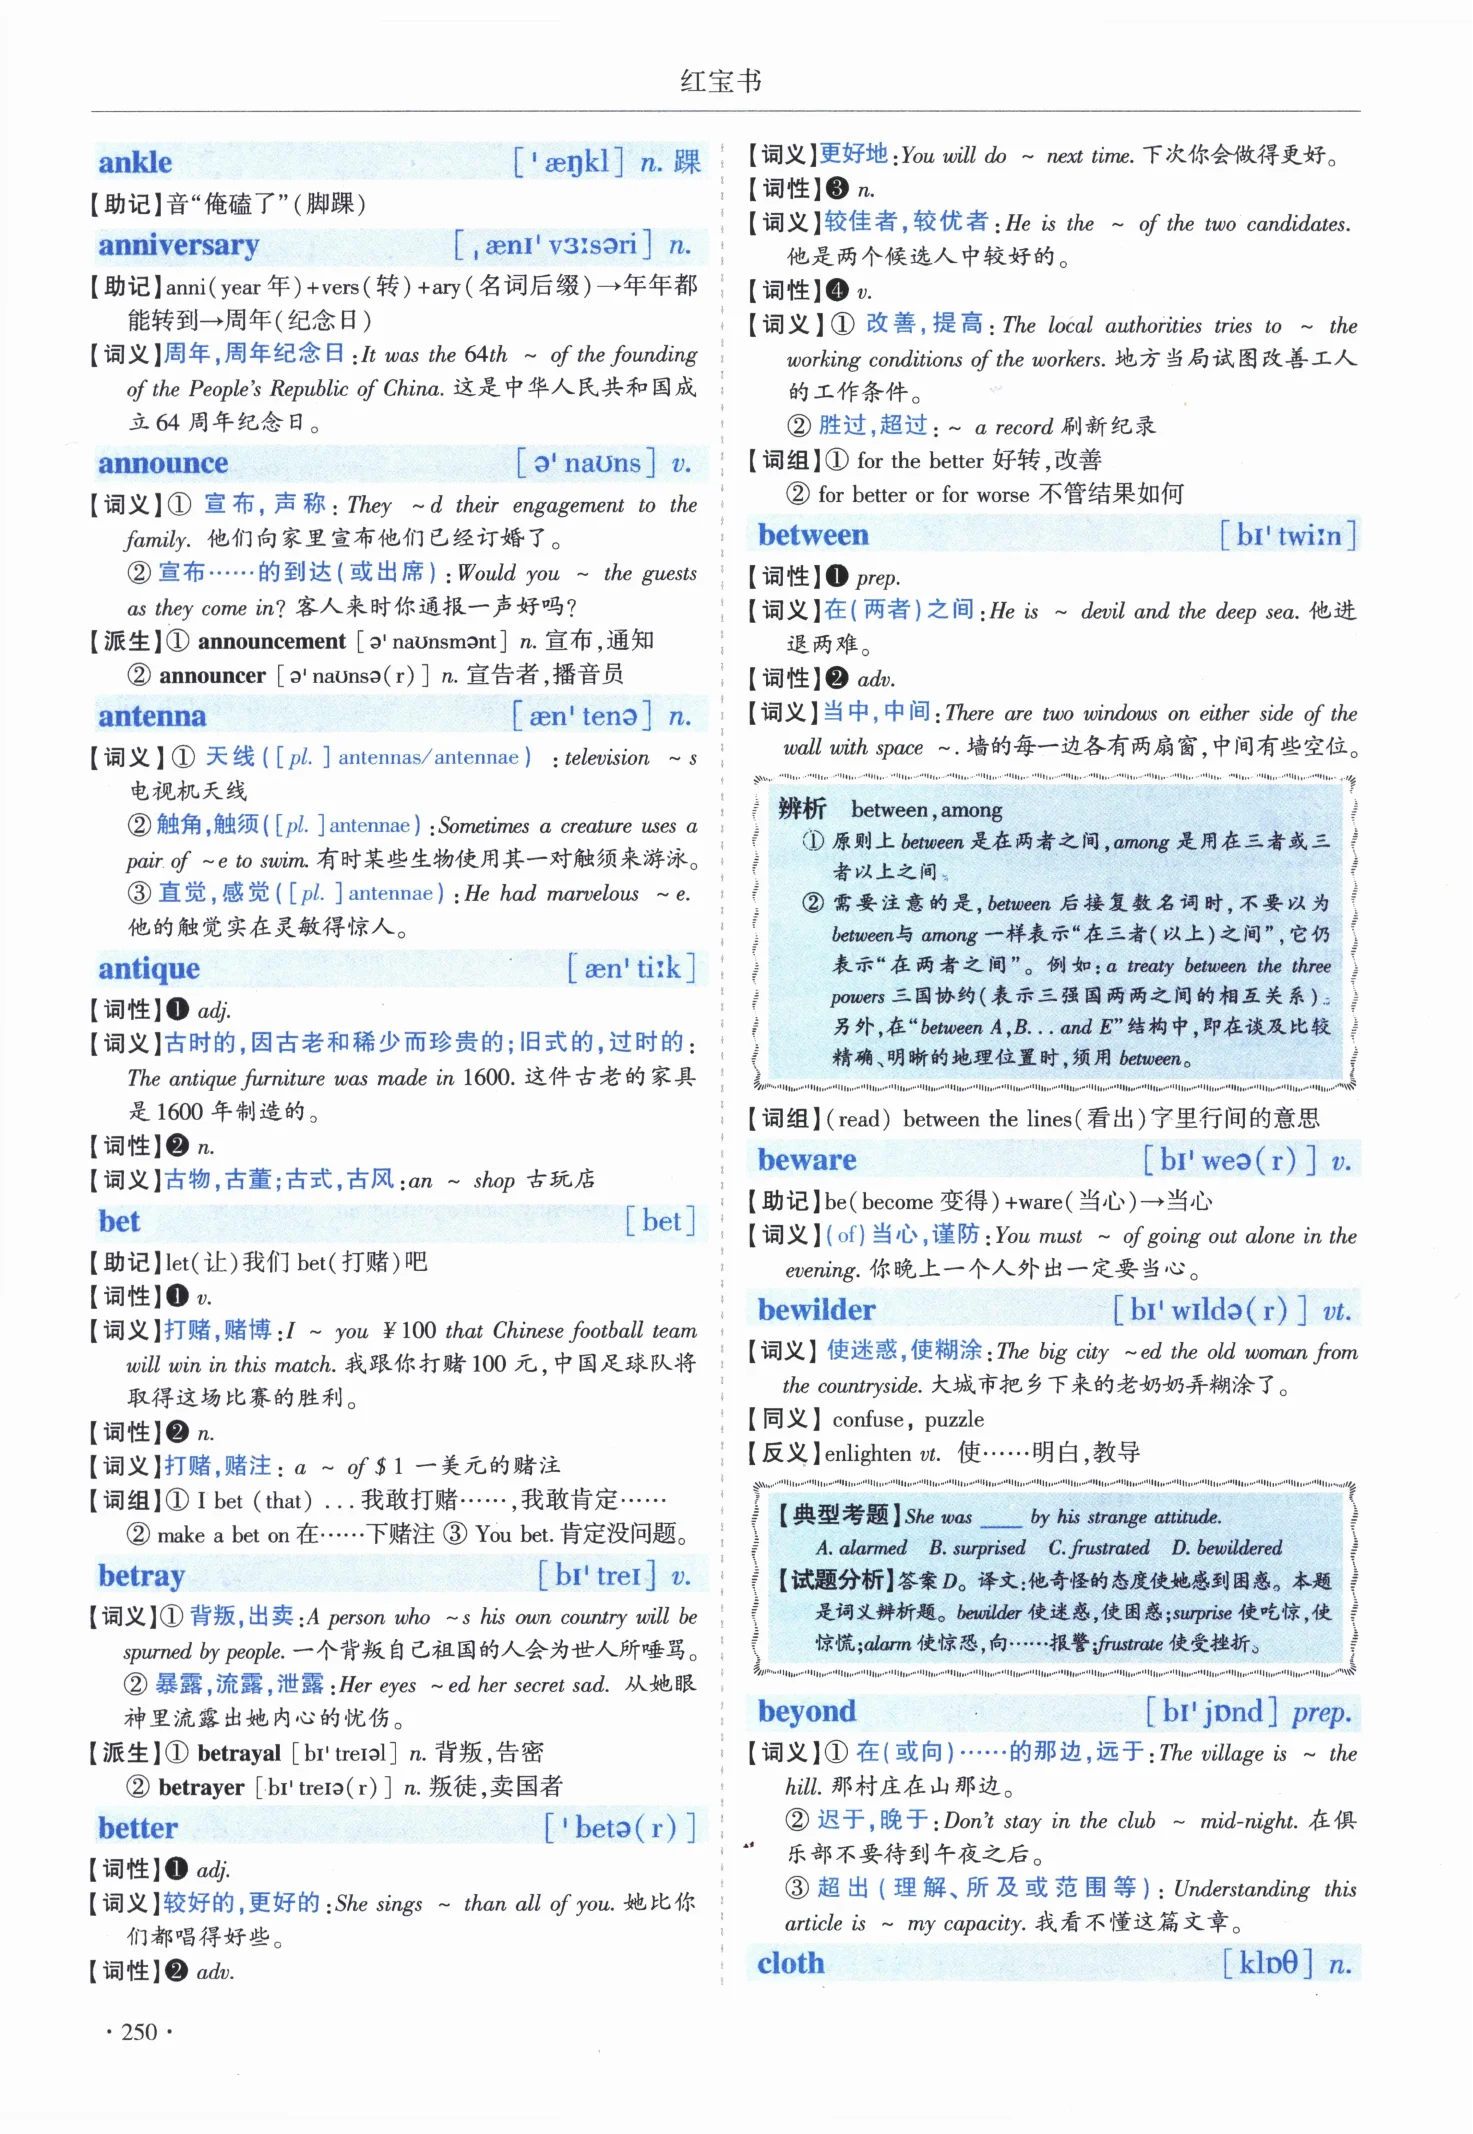 红宝书
ankle ['æŋkl] n. 踝
【助记】音“俺磕了”(脚踝)
anniversary [ˌænɪ'vɜːsəri] n.
【助记】anni(year 年)+vers(转)+ary(名词后缀)→年年都
能转到→周年(纪念日)
【词义】周年,周年纪念日:It was the 64th ~ of the founding
of the People's Republic of China. 这是中华人民共和国成
立 64 周年纪念日。
announce [ə'naʊns] v.
【词义】① 宣布,声称: They ~d their engagement to the
family. 他们向家里宣布他们已经订婚了。
② 宣布……的到达(或出席):Would you ~ the guests
as they come in? 客人来时你通报一声好吗?
【派生】① announcement [ə'naʊnsmənt] n. 宣布,通知
② announcer [ə'naʊnsə(r)] n. 宣告者,播音员
antenna [æn'tenə] n.
【词义】① 天线([pl.] antennas/antennae) :television ~s
电视机天线
② 触角,触须([pl.]antennae):Sometimes a creature uses a
pair of ~e to swim. 有时某些生物使用其一对触须来游泳。
③ 直觉,感觉([pl.]antennae):He had marvelous ~e.
他的触觉实在灵敏得惊人。
antique [æn'tiːk]
【词性】❶ adj.
【词义】古时的,因古老和稀少而珍贵的;旧式的,过时的:
The antique furniture was made in 1600. 这件古老的家具
是 1600 年制造的。
【词性】❷ n.
【词义】古物,古董;古式,古风:an ~ shop 古玩店
bet [bet]
【助记】let(让)我们 bet(打赌)吧
【词性】❶ v.
【词义】打赌,赌博:I ~ you ￥100 that Chinese football team
will win in this match. 我跟你打赌 100 元,中国足球队将
取得这场比赛的胜利。
【词性】❷ n.
【词义】打赌,赌注: a ~ of $1 一美元的赌注
【词组】① I bet (that) ...我敢打赌……,我敢肯定……
② make a bet on 在……下赌注 ③ You bet. 肯定没问题。
betray [bɪ'treɪ] v.
【词义】① 背叛,出卖:A person who ~s his own country will be
spurned by people. 一个背叛自己祖国的人会为世人所唾骂。
② 暴露,流露,泄露:Her eyes ~ed her secret sad. 从她眼
神里流露出她内心的忧伤。
【派生】① betrayal [bɪ'treɪəl] n. 背叛,告密
② betrayer [bɪ'treɪə(r)] n. 叛徒,卖国者
better ['betə(r)]
【词性】❶ adj.
【词义】较好的,更好的:She sings ~ than all of you. 她比你
们都唱得好些。
【词性】❷ adv.
· 250 ·
【词义】更好地:You will do ~ next time. 下次你会做得更好。
【词性】❸ n.
【词义】较佳者,较优者:He is the ~ of the two candidates.
他是两个候选人中较好的。
【词性】❹ v.
【词义】① 改善,提高: The local authorities tries to ~ the
working conditions of the workers. 地方当局试图改善工人
的工作条件。
② 胜过,超过: ~ a record 刷新纪录
【词组】① for the better 好转,改善
② for better or for worse 不管结果如何
between [bɪ'twiːn]
【词性】❶ prep.
【词义】在(两者)之间:He is ~ devil and the deep sea. 他进
退两难。
【词性】❷ adv.
【词义】当中,中间:There are two windows on either side of the
wall with space ~. 墙的每一边各有两扇窗,中间有些空位。
辨析 between,among
① 原则上 between 是在两者之间,among 是用在三者或三
者以上之间。
② 需要注意的是,between 后接复数名词时,不要以为
between与 among 一样表示“在三者(以上)之间”,它仍
表示“在两者之间”。例如:a treaty between the three
powers 三国协约(表示三强国两两之间的相互关系)。
另外,在“between A,B...and E”结构中,即在谈及比较
精确、明晰的地理位置时,须用 between。
【词组】(read) between the lines(看出)字里行间的意思
beware [bɪ'weə(r)] v.
【助记】be(become 变得)+ware(当心)→当心
【词义】(of)当心,谨防:You must ~ of going out alone in the
evening. 你晚上一个人外出一定要当心。
bewilder [bɪ'wɪldə(r)] vt.
【词义】使迷惑,使糊涂:The big city ~ed the old woman from
the countryside. 大城市把乡下来的老奶奶弄糊涂了。
【同义】confuse, puzzle
【反义】enlighten vt. 使……明白,教导
【典型考题】She was ____ by his strange attitude.
A. alarmed B. surprised C. frustrated D. bewildered
【试题分析】答案 D。译文:他奇怪的态度使她感到困惑。本题
是词义辨析题。bewilder 使迷惑,使困惑;surprise 使吃惊,使
惊慌;alarm 使惊恐,向……报警;frustrate 使受挫折。
beyond [bɪ'jɒnd] prep.
【词义】① 在(或向)……的那边,远于:The village is ~ the
hill. 那村庄在山那边。
② 迟于,晚于:Don't stay in the club ~ mid-night. 在俱
乐部不要待到午夜之后。
③ 超出(理解、所及或范围等): Understanding this
article is ~ my capacity. 我看不懂这篇文章。
cloth [klɒθ] n.